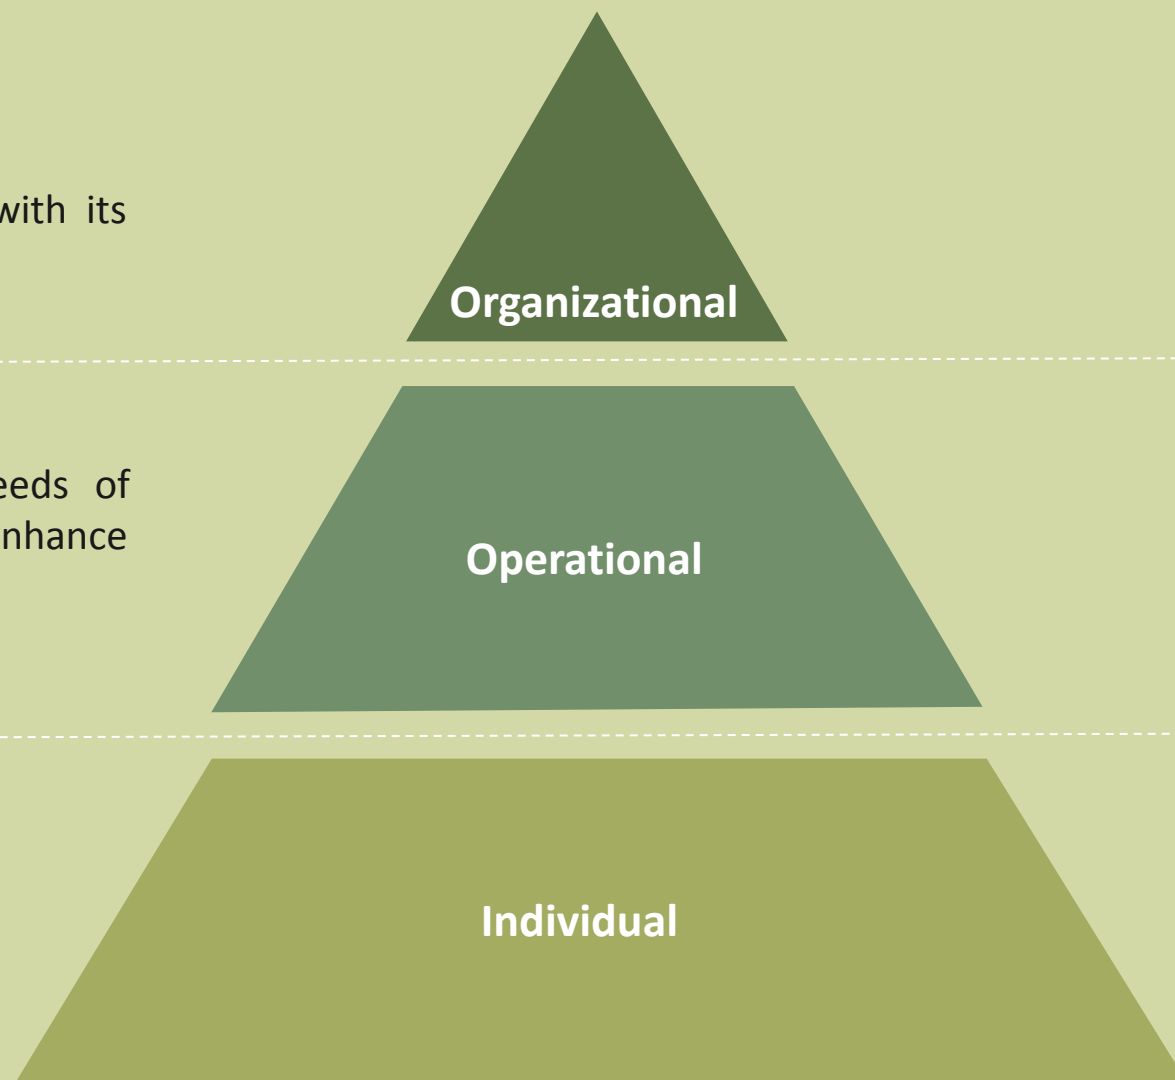 with its
Organizational
eeds of
nhance
Operational
Individual